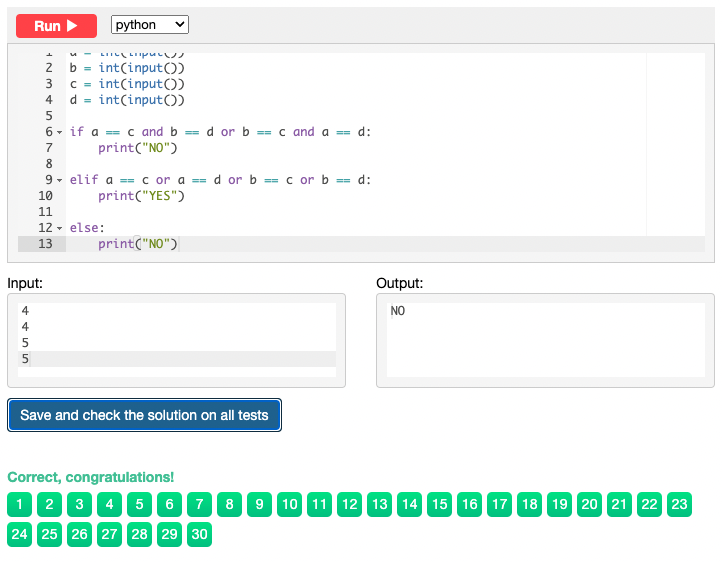 Run
python
1 a = int(input())
2 b = int(input())
3 c = int(input())
4 d = int(input())
5
6 if a == c and b == d or b == c and a == d:
7     print("NO")
8
9 elif a == c or a == d or b == c or b == d:
10     print("YES")
11
12 else:
13     print("NO")
Input:
4
4
5
5
Output:
NO
Save and check the solution on all tests
Correct, congratulations!
1 2 3 4 5 6 7 8 9 10 11 12 13 14 15 16 17 18 19 20 21 22 23
24 25 26 27 28 29 30